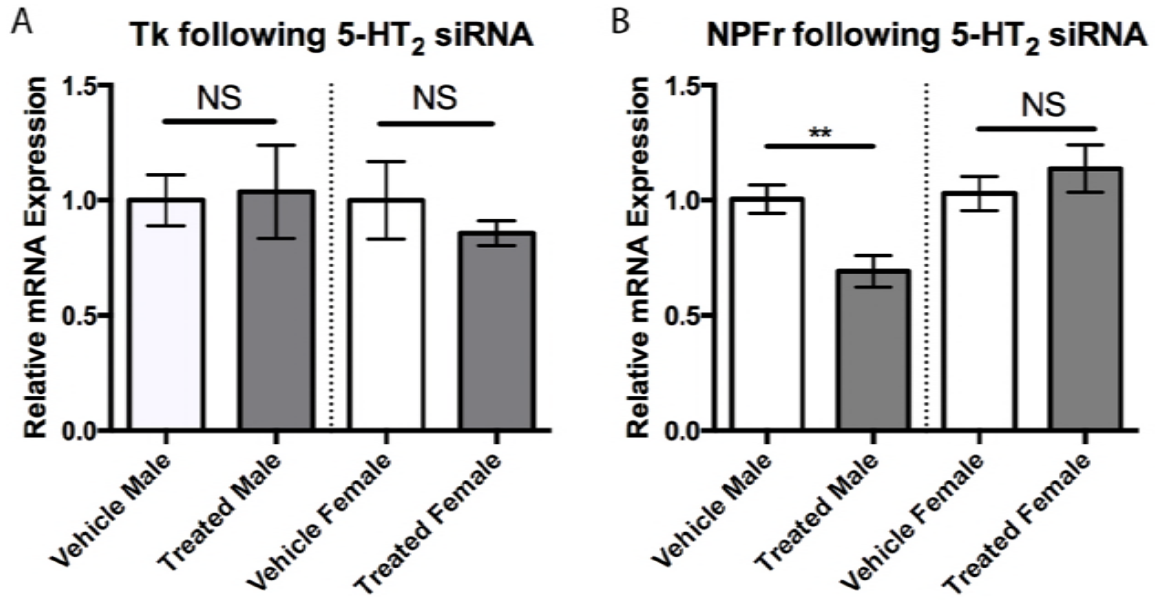 A
Tk following 5-HT₂ siRNA
Relative mRNA Expression
1.5
1.0
0.5
0.0
NS
NS
Vehicle Male
Treated Male
Vehicle Female
Treated Female
B
NPFr following 5-HT₂ siRNA
Relative mRNA Expression
1.5
1.0
0.5
0.0
**
NS
Vehicle Male
Treated Male
Vehicle Female
Treated Female